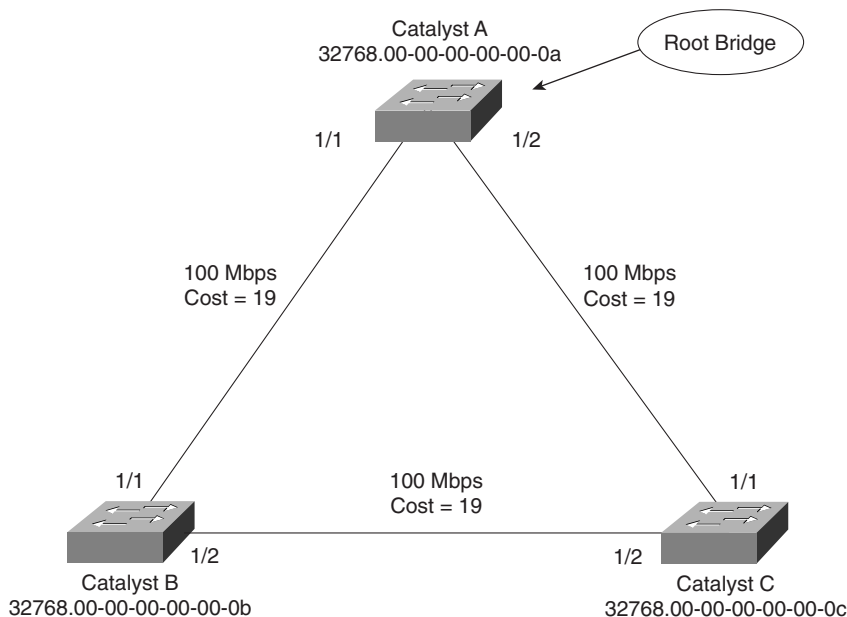 Catalyst A
32768.00-00-00-00-00-0a
Root Bridge
1/1
1/2
100 Mbps
Cost = 19
100 Mbps
Cost = 19
1/1
100 Mbps
Cost = 19
1/1
1/2
1/2
Catalyst B
32768.00-00-00-00-00-0b
Catalyst C
32768.00-00-00-00-00-0c